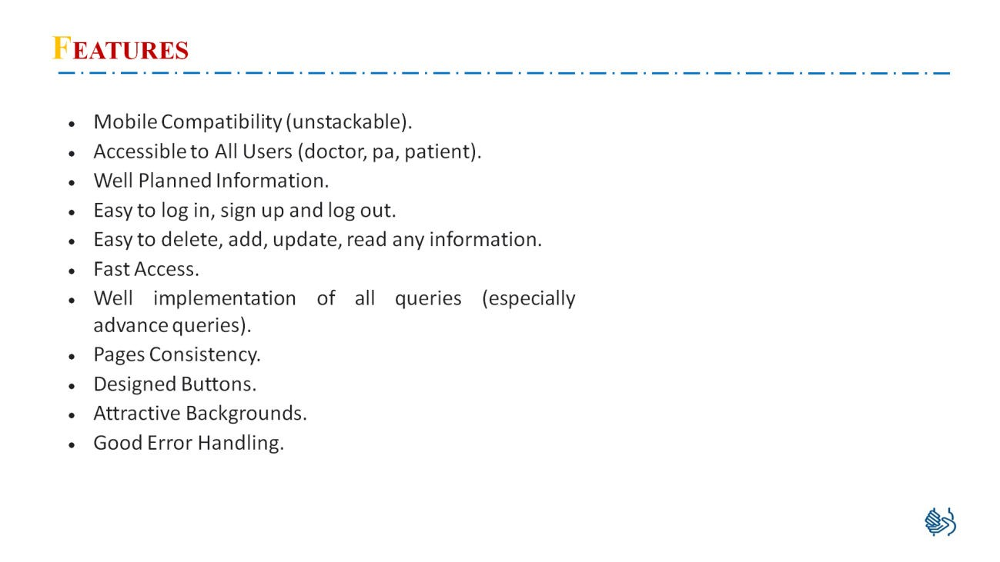 FEATURES
• Mobile Compatibility (unstackable).
• Accessible to All Users (doctor, pa, patient).
• Well Planned Information.
• Easy to log in, sign up and log out.
• Easy to delete, add, update, read any information.
• Fast Access.
• Well implementation of all queries (especially
advance queries).
• Pages Consistency.
• Designed Buttons.
• Attractive Backgrounds.
• Good Error Handling.